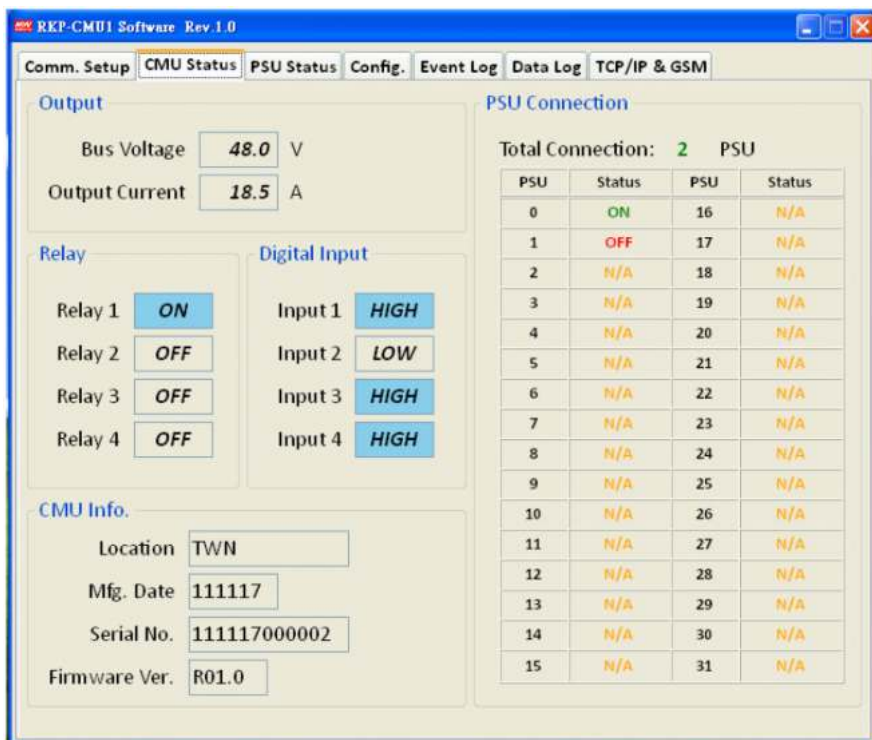 RKP-CMU1 Software Rev.1.0
Comm. Setup CMU Status PSU Status Config. Event Log Data Log TCP/IP & GSM
Output
Bus Voltage 48.0 V
Output Current 18.5 A
Relay
Relay 1 ON
Relay 2 OFF
Relay 3 OFF
Relay 4 OFF
Digital Input
Input 1 HIGH
Input 2 LOW
Input 3 HIGH
Input 4 HIGH
CMU Info.
Location TWN
Mfg. Date 111117
Serial No. 111117000002
Firmware Ver. R01.0
PSU Connection
Total Connection: 2 PSU
PSU Status PSU Status
0 ON 16 N/A
1 OFF 17 N/A
2 N/A 18 N/A
3 N/A 19 N/A
4 N/A 20 N/A
5 N/A 21 N/A
6 N/A 22 N/A
7 N/A 23 N/A
8 N/A 24 N/A
9 N/A 25 N/A
10 N/A 26 N/A
11 N/A 27 N/A
12 N/A 28 N/A
13 N/A 29 N/A
14 N/A 30 N/A
15 N/A 31 N/A